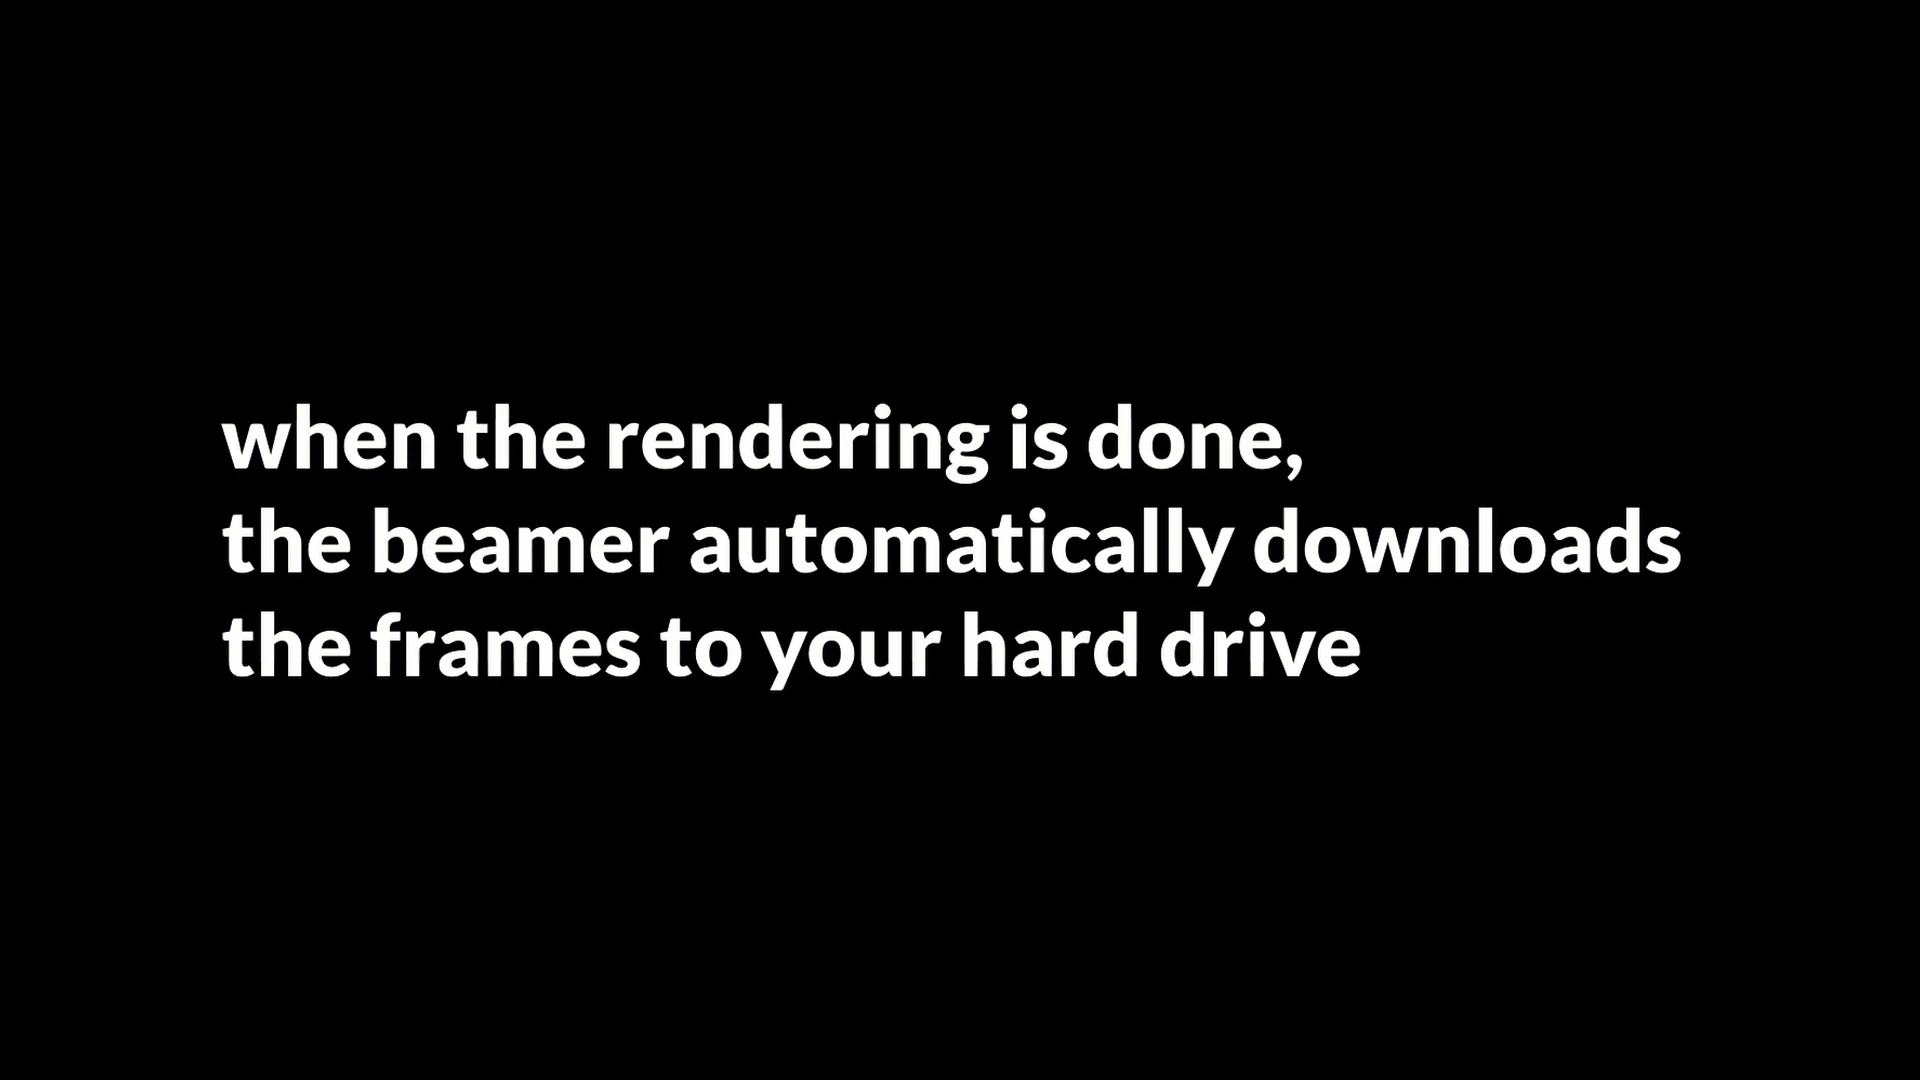 when the rendering is done,
the beamer automatically downloads
the frames to your hard drive